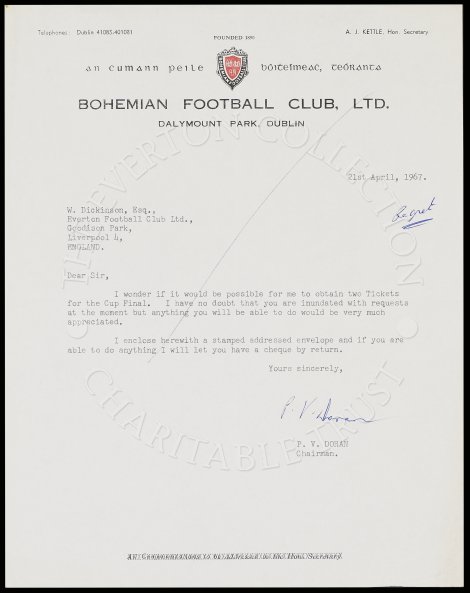 Telephones: Dublin 41083-401081
A. J. KETTLE, Hon. Secretary
FOUNDED 1890
an cumann peile bóitéimeac, teóranta
BOHEMIAN FOOTBALL CLUB, LTD.
DALYMOUNT PARK, DUBLIN
21st April, 1967.
Regret
W. Dickinson, Esq.,
Everton Football Club Ltd.,
Goodison Park,
Liverpool 4,
ENGLAND.
Dear Sir,
I wonder if it would be possible for me to obtain two Tickets
for the Cup Final. I have no doubt that you are inundated with requests
at the moment but anything you will be able to do would be very much
appreciated.
I enclose herewith a stamped addressed envelope and if you are
able to do anything I will let you have a cheque by return.
Yours sincerely,
P. V. Doran
P. V. DORAN
Chairman.
THE EVERTON COLLECTION
CHARITABLE TRUST